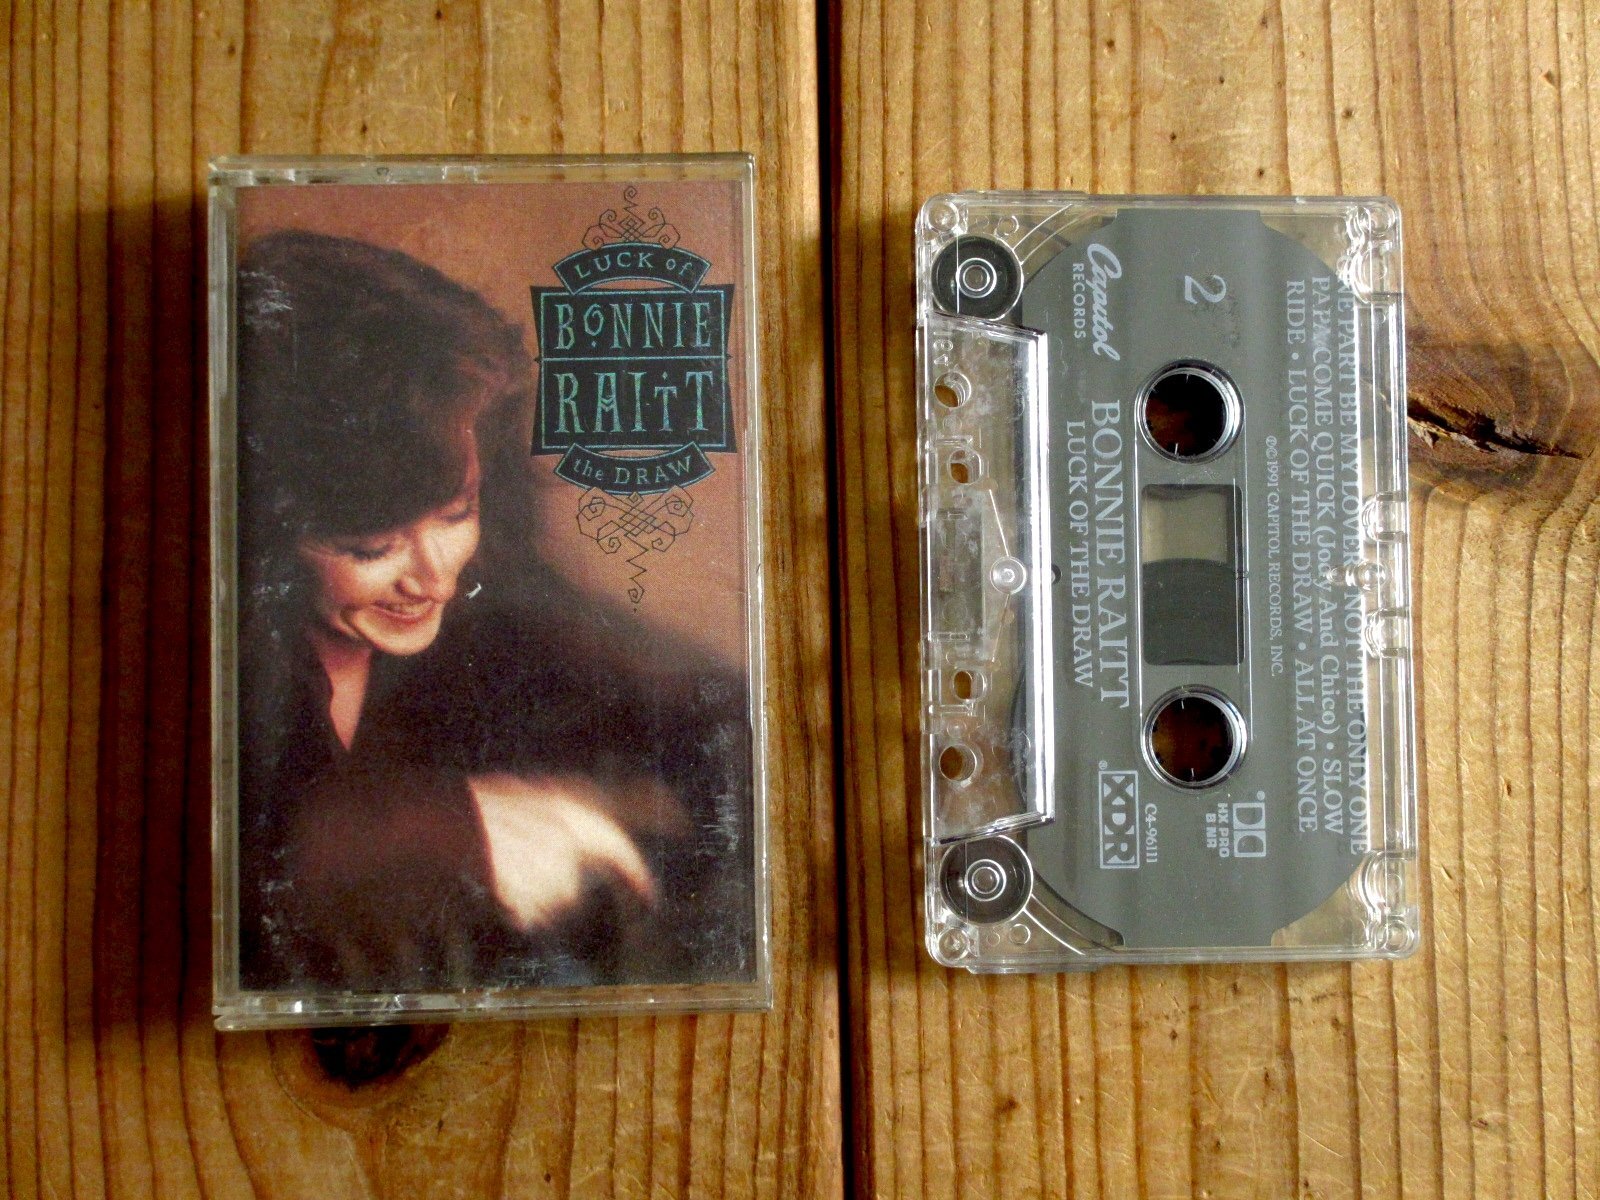 LUCK of
BONNIE
RAITT
the DRAW
Capitol
RECORDS
2
PART BE MY LOVER • NOT THE ONLY ONE
PAPA COME QUICK (Jody And Chico) • SLOW
RIDE • LUCK OF THE DRAW • ALL AT ONCE
℗©1991 CAPITOL RECORDS, INC.
BONNIE RAITT
LUCK OF THE DRAW
XDR®
C4-96111
HX PRO
B NR